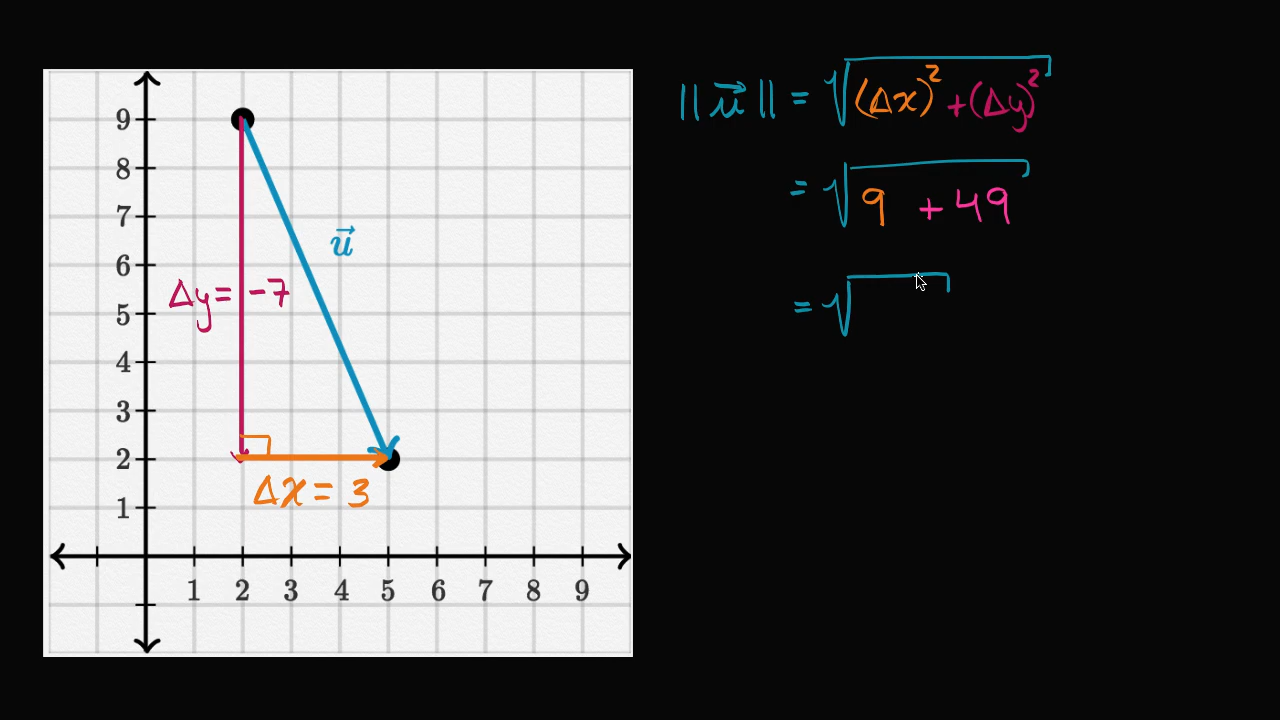 9
8
7
6
5
4
3
2
1
1 2 3 4 5 6 7 8 9
u⃗
Δy = -7
Δx = 3
||u⃗|| = √((Δx)² + (Δy)²)
= √(9 + 49)
= √